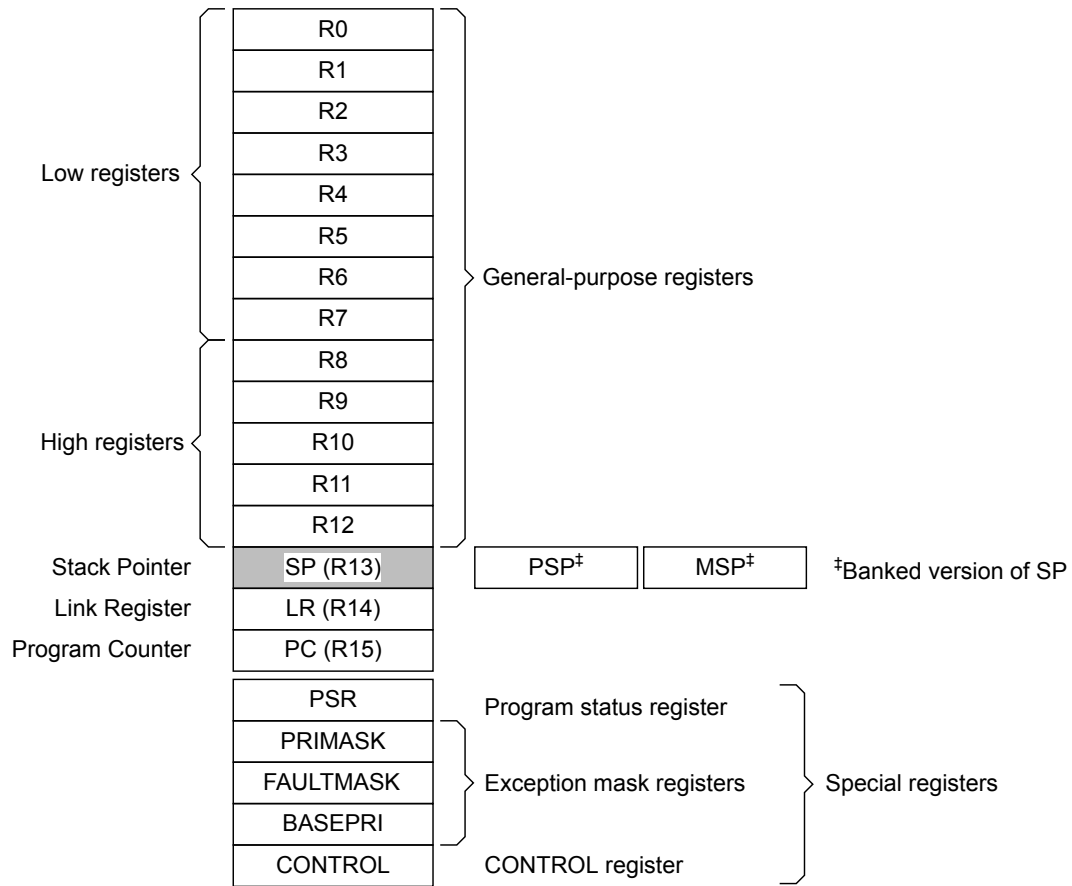 R0
R1
R2
R3
Low registers
R4
R5
R6
General-purpose registers
R7
R8
R9
High registers
R10
R11
R12
Stack Pointer SP (R13) PSP‡ MSP‡ ‡Banked version of SP
Link Register LR (R14)
Program Counter PC (R15)
PSR Program status register
PRIMASK
FAULTMASK Exception mask registers Special registers
BASEPRI
CONTROL CONTROL register